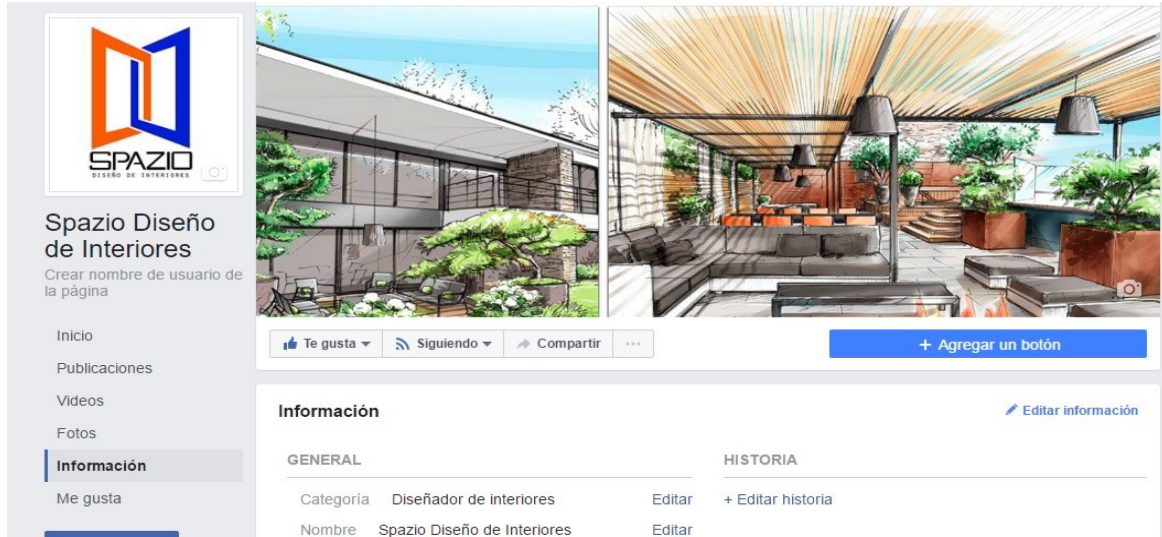 SPAZIO
DISEÑO DE INTERIORES
Spazio Diseño
de Interiores
Crear nombre de usuario de
la página
Inicio
Publicaciones
Videos
Fotos
Información
Me gusta
Te gusta
Siguiendo
Compartir
+ Agregar un botón
Información
Editar información
GENERAL
Categoría Diseñador de interiores Editar
Nombre Spazio Diseño de Interiores Editar
HISTORIA
+ Editar historia